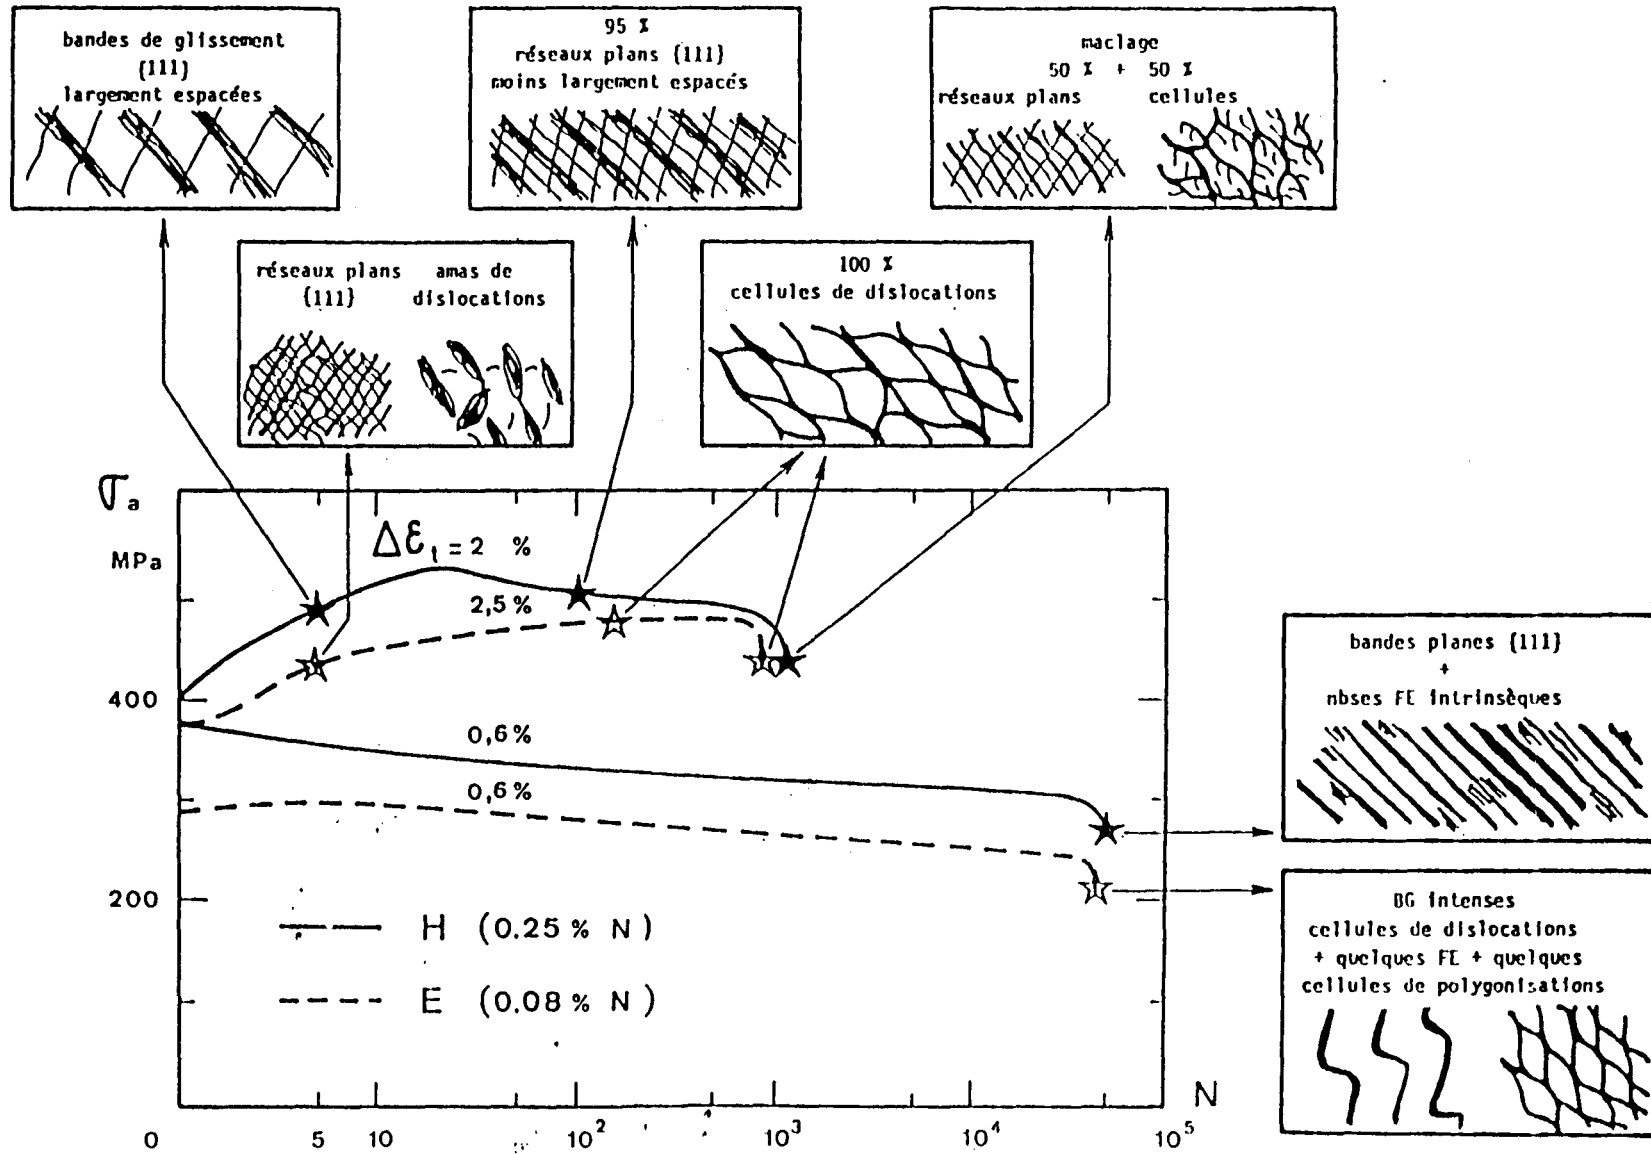 bandes de glissement
{111}
largement espacées
95 %
réseaux plans {111}
moins largement espacés
maclage
50 % + 50 %
réseaux plans cellules
réseaux plans amas de
{111} dislocations
100 %
cellules de dislocations
σa
MPa
Δεt = 2 %
2,5%
400
0,6%
0,6%
200
H (0.25% N)
E (0.08% N)
0 5 10 10² 10³ 10⁴ 10⁵
N
bandes planes {111}
+
nbses FE intrinsèques
BG intenses
cellules de dislocations
+ quelques FE + quelques
cellules de polygonisations